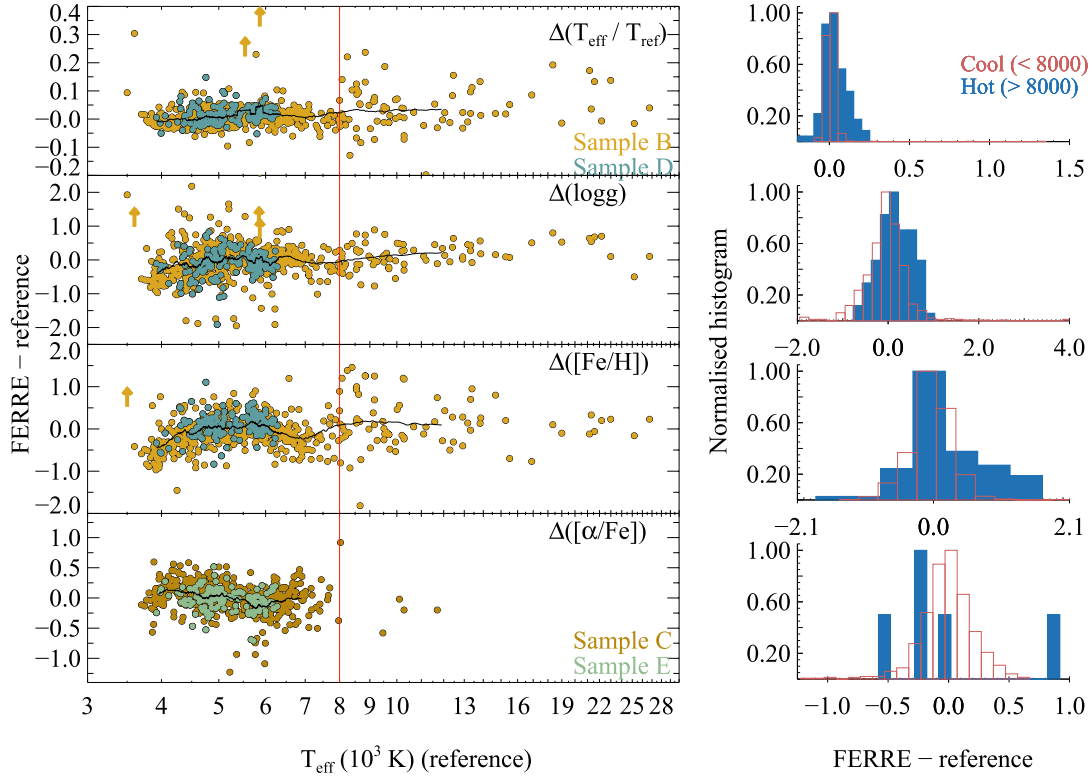 Δ(T_eff / T_ref)
0.4
0.3
0.2
0.1
−0.0
−0.1
−0.2
Sample B
Sample D
Δ(logg)
2.0
1.0
0.0
−1.0
−2.0
Δ([Fe/H])
2.0
1.0
0.0
−1.0
−2.0
Δ([α/Fe])
1.0
0.5
0.0
−0.5
−1.0
Sample C
Sample E
FERRE − reference
3 4 5 6 7 8 9 10 13 16 19 22 25 28
T_eff (10³ K) (reference)
Cool (< 8000)
Hot (> 8000)
1.00
0.60
0.20
0.0 0.5 1.0 1.5
1.00
0.60
0.20
−2.0 0.0 2.0 4.0
1.00
0.60
0.20
−2.1 0.0 2.1
1.00
0.60
0.20
−1.0 −0.5 0.0 0.5 1.0
Normalised histogram
FERRE − reference